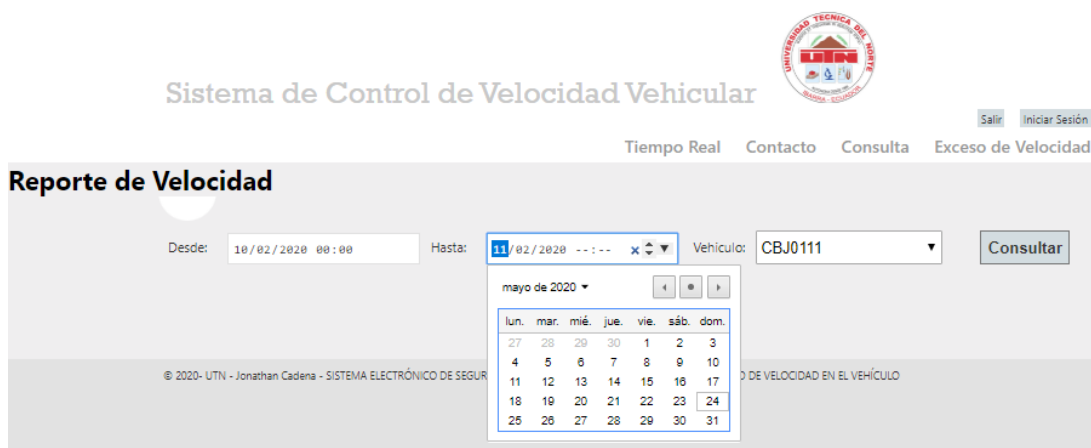 UNIVERSIDAD TECNICA DEL NORTE
UTN
IBARRA - ECUADOR
Sistema de Control de Velocidad Vehicular
Salir Iniciar Sesión
Tiempo Real Contacto Consulta Exceso de Velocidad
Reporte de Velocidad
Desde: 10/02/2020 00:00 Hasta: 11/02/2020 --:-- Vehículo: CBJ0111 Consultar
mayo de 2020
lun. mar. mié. jue. vie. sáb. dom.
27 28 29 30 1 2 3
4 5 6 7 8 9 10
11 12 13 14 15 16 17
18 19 20 21 22 23 24
25 26 27 28 29 30 31
© 2020- UTN - Jonathan Cadena - SISTEMA ELECTRÓNICO DE SEGUR O DE VELOCIDAD EN EL VEHÍCULO